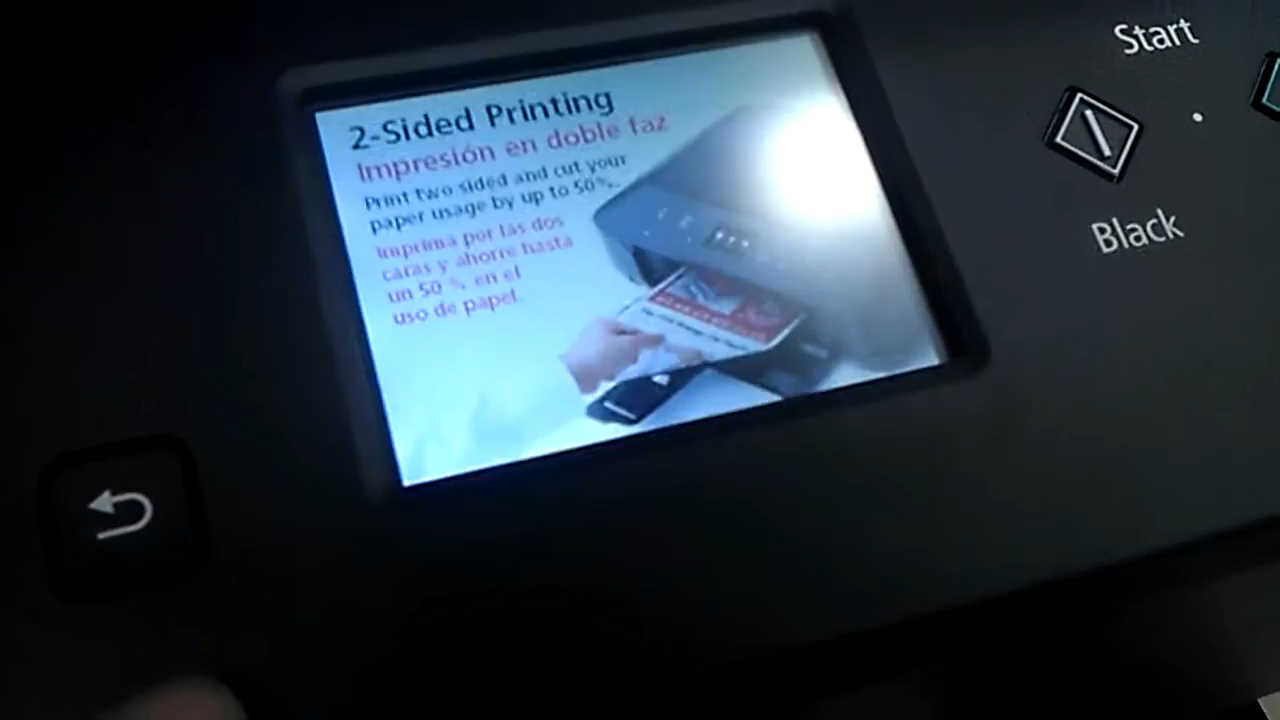 2-Sided Printing
Impresión en doble faz
Print two sided and cut your
paper usage by up to 50%.
Imprima por las dos
caras y ahorre hasta
un 50 % en el
uso de papel
Start
Black